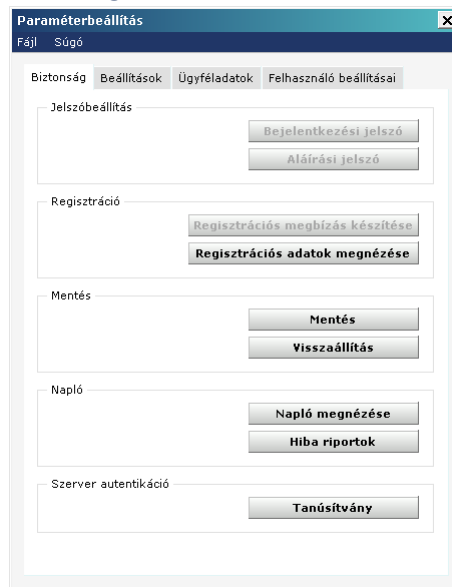 Paraméterbeállítás
Fájl Súgó
Biztonság Beállítások Ügyféladatok Felhasználó beállításai
Jelszóbeállítás
Bejelentkezési jelszó
Aláírási jelszó
Regisztráció
Regisztrációs megbízás készítése
Regisztrációs adatok megnézése
Mentés
Mentés
Visszaállítás
Napló
Napló megnézése
Hiba riportok
Szerver autentikáció
Tanúsítvány